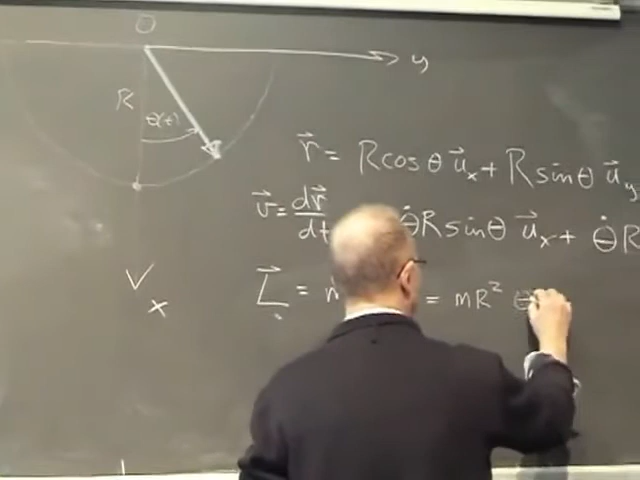 O
y
R
θ(t)
x
r⃗ = R cos θ u⃗ₓ + R sin θ u⃗ᵧ
v⃗ = dr⃗/dt θ̇ R sin θ u⃗ₓ + θ̇ R
L⃗ = m = mR² θ